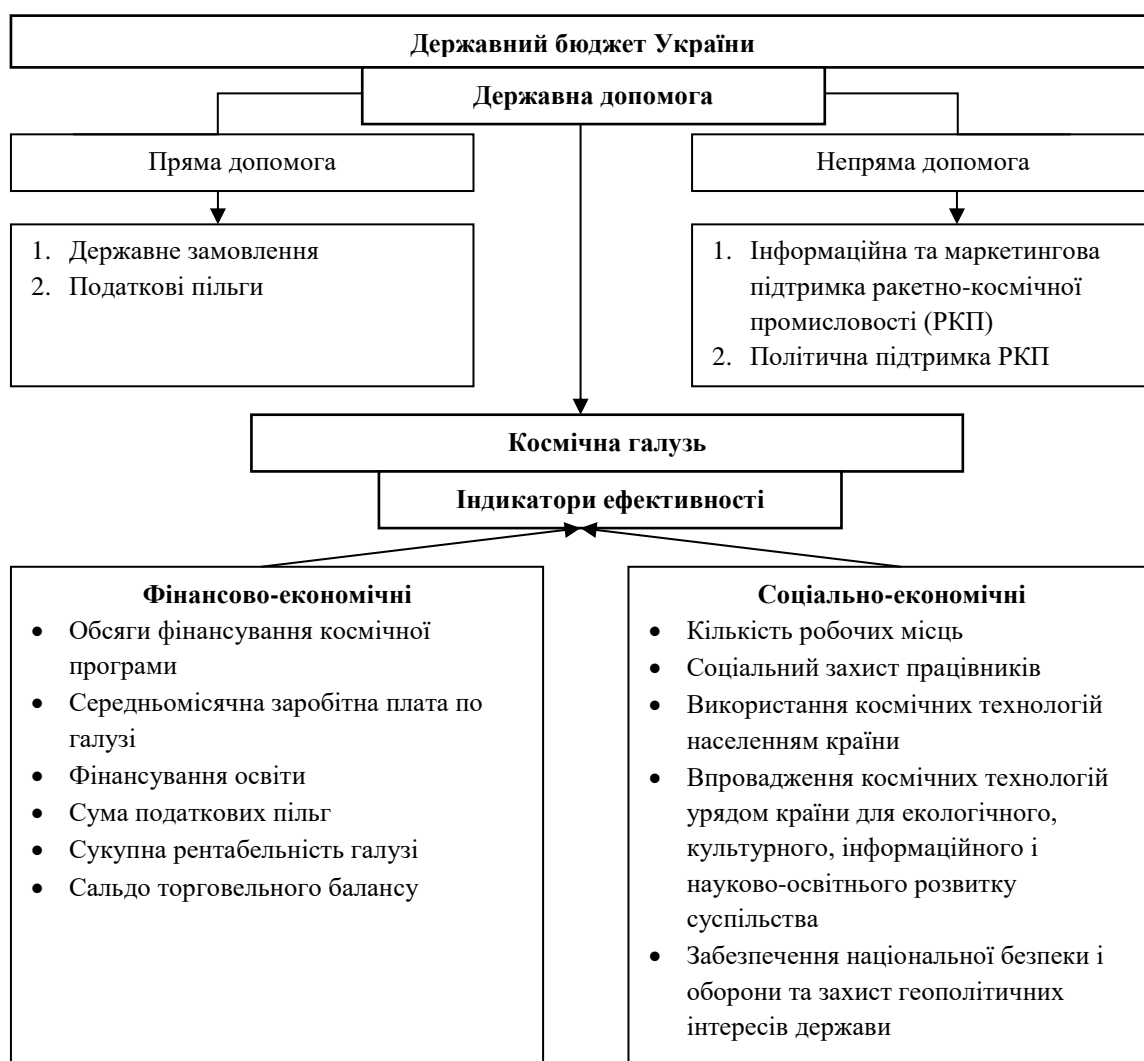 Державний бюджет України
Державна допомога
Пряма допомога
Непряма допомога
1. Державне замовлення
2. Податкові пільги
1. Інформаційна та маркетингова
підтримка ракетно-космічної
промисловості (РКП)
2. Політична підтримка РКП
Космічна галузь
Індикатори ефективності
Фінансово-економічні
• Обсяги фінансування космічної
програми
• Середньомісячна заробітна плата по
галузі
• Фінансування освіти
• Сума податкових пільг
• Сукупна рентабельність галузі
• Сальдо торговельного балансу
Соціально-економічні
• Кількість робочих місць
• Соціальний захист працівників
• Використання космічних технологій
населенням країни
• Впровадження космічних технологій
урядом країни для екологічного,
культурного, інформаційного і
науково-освітнього розвитку
суспільства
• Забезпечення національної безпеки і
оборони та захист геополітичних
інтересів держави